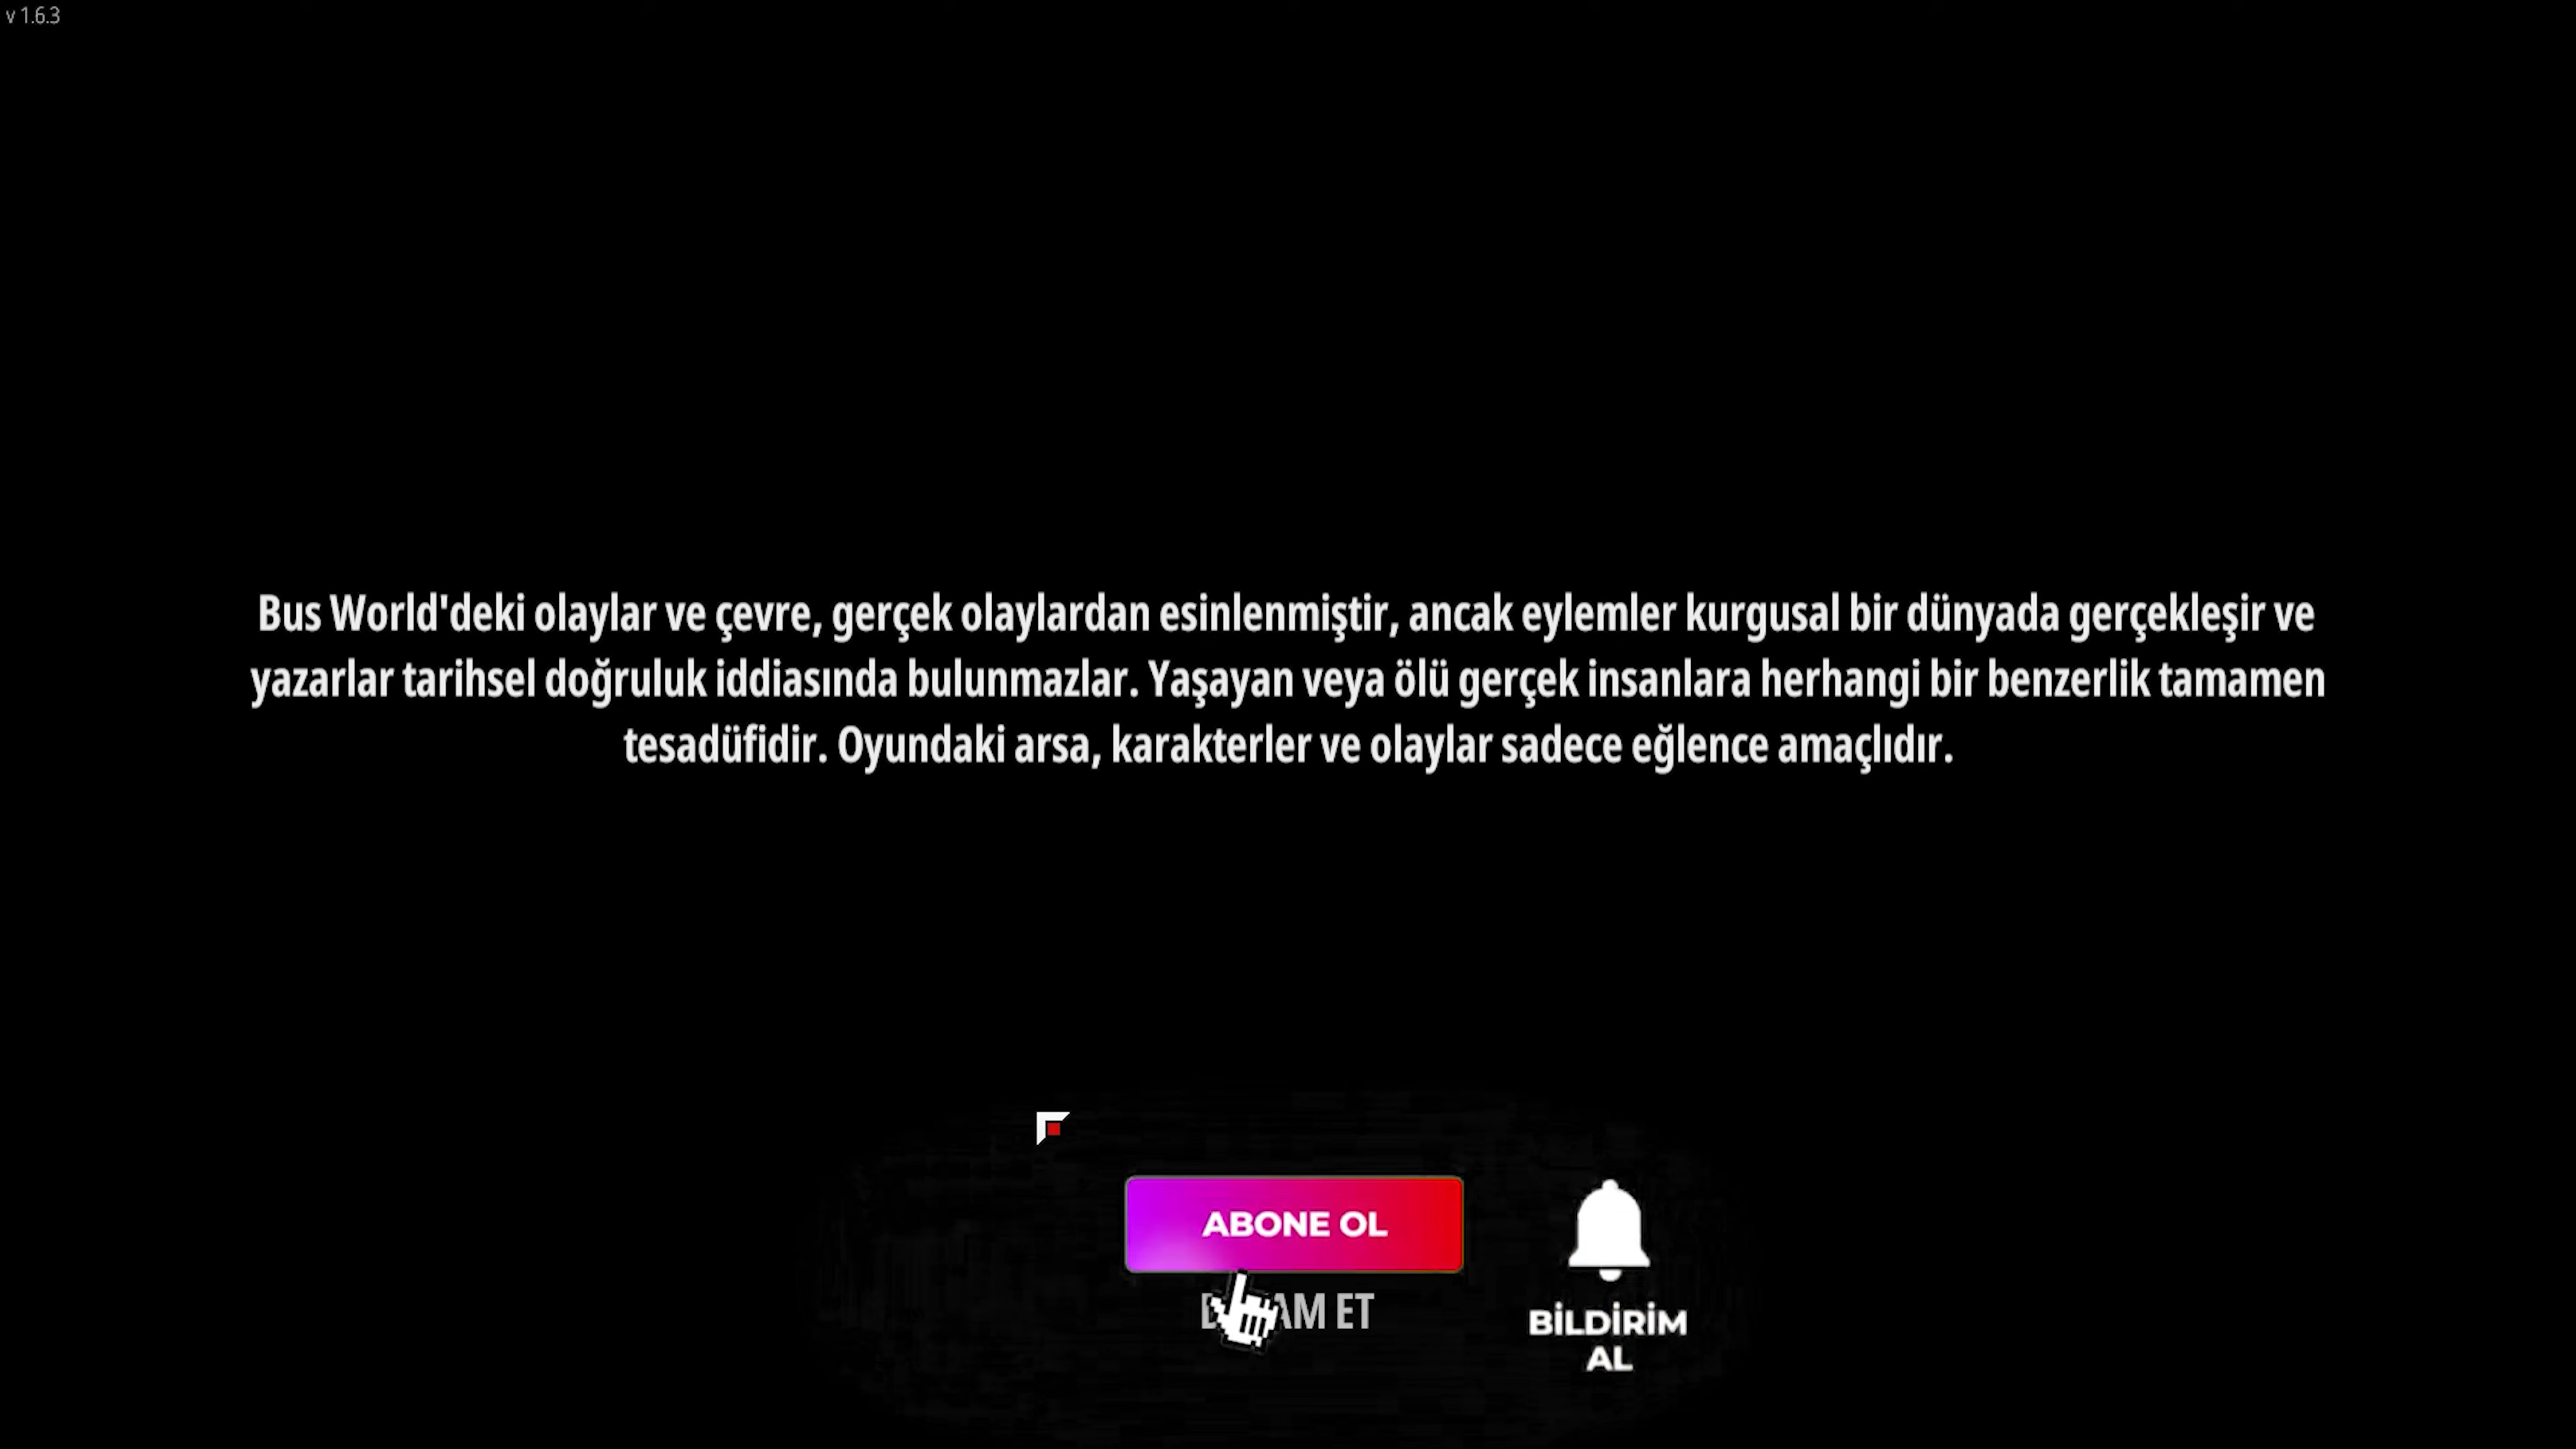 v 1.6.3
Bus World'deki olaylar ve çevre, gerçek olaylardan esinlenmiştir, ancak eylemler kurgusal bir dünyada gerçekleşir ve
yazarlar tarihsel doğruluk iddiasında bulunmazlar. Yaşayan veya ölü gerçek insanlara herhangi bir benzerlik tamamen
tesadüfidir. Oyundaki arsa, karakterler ve olaylar sadece eğlence amaçlıdır.
ABONE OL
ET
BİLDİRİM
AL